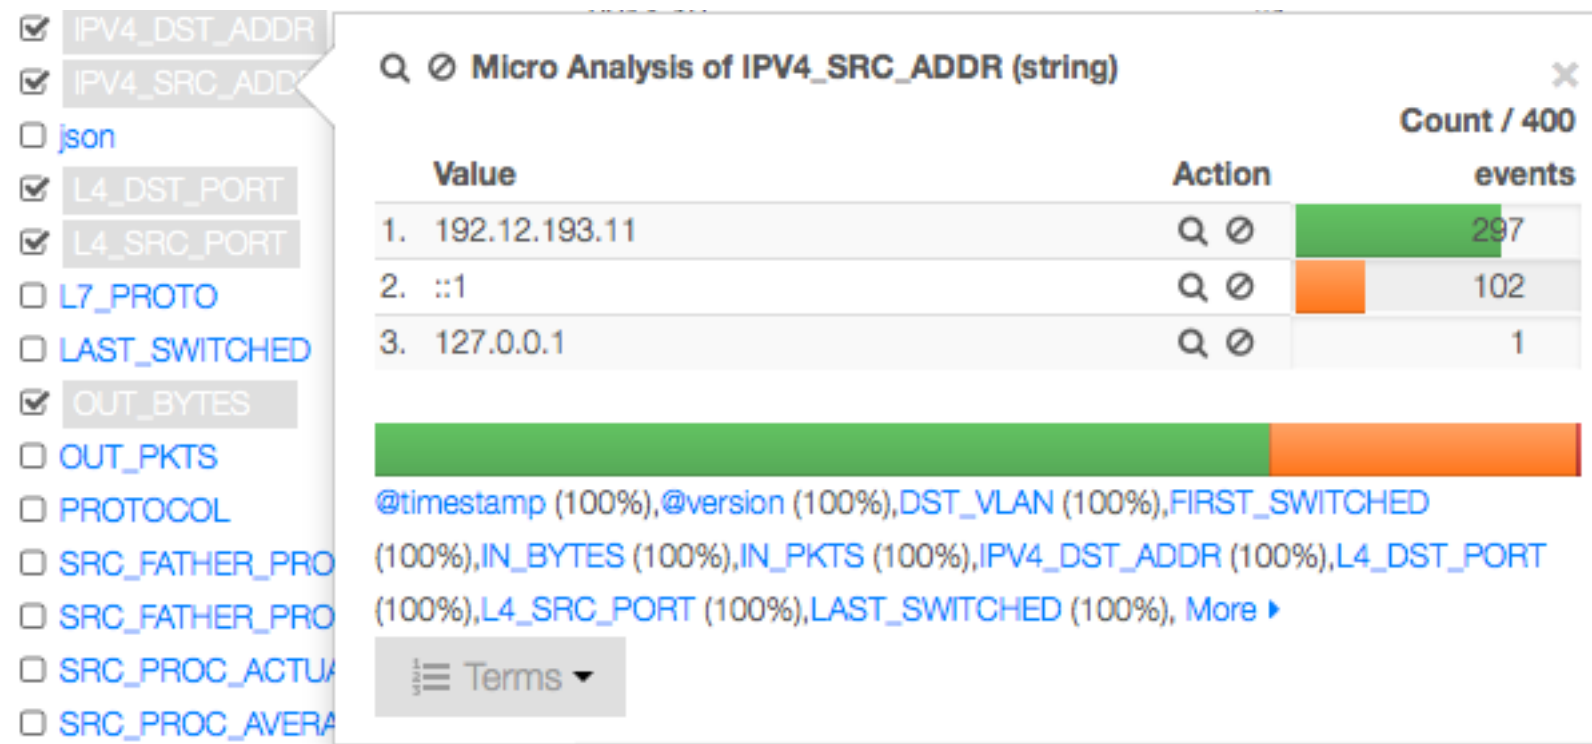 IPV4_DST_ADDR
IPV4_SRC_ADD
json
L4_DST_PORT
L4_SRC_PORT
L7_PROTO
LAST_SWITCHED
OUT_BYTES
OUT_PKTS
PROTOCOL
SRC_FATHER_PRO
SRC_FATHER_PRO
SRC_PROC_ACTUA
SRC_PROC_AVERA
Micro Analysis of IPV4_SRC_ADDR (string)
Count / 400
Value Action events
1. 192.12.193.11 297
2. ::1 102
3. 127.0.0.1 1
@timestamp (100%),@version (100%),DST_VLAN (100%),FIRST_SWITCHED
(100%),IN_BYTES (100%),IN_PKTS (100%),IPV4_DST_ADDR (100%),L4_DST_PORT
(100%),L4_SRC_PORT (100%),LAST_SWITCHED (100%), More
Terms